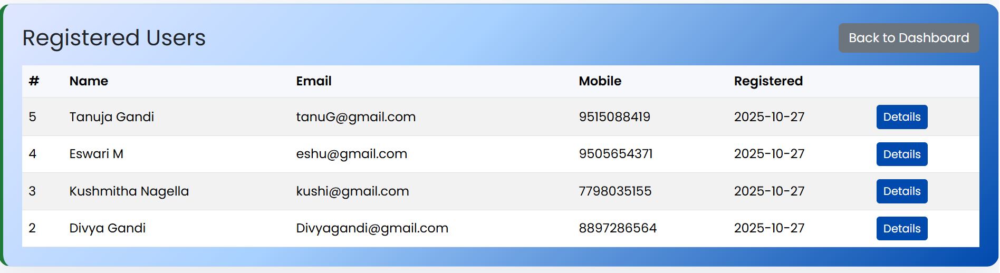 Registered Users
Back to Dashboard
# Name Email Mobile Registered
5 Tanuja Gandi tanuG@gmail.com 9515088419 2025-10-27 Details
4 Eswari M eshu@gmail.com 9505654371 2025-10-27 Details
3 Kushmitha Nagella kushi@gmail.com 7798035155 2025-10-27 Details
2 Divya Gandi Divyagandi@gmail.com 8897286564 2025-10-27 Details